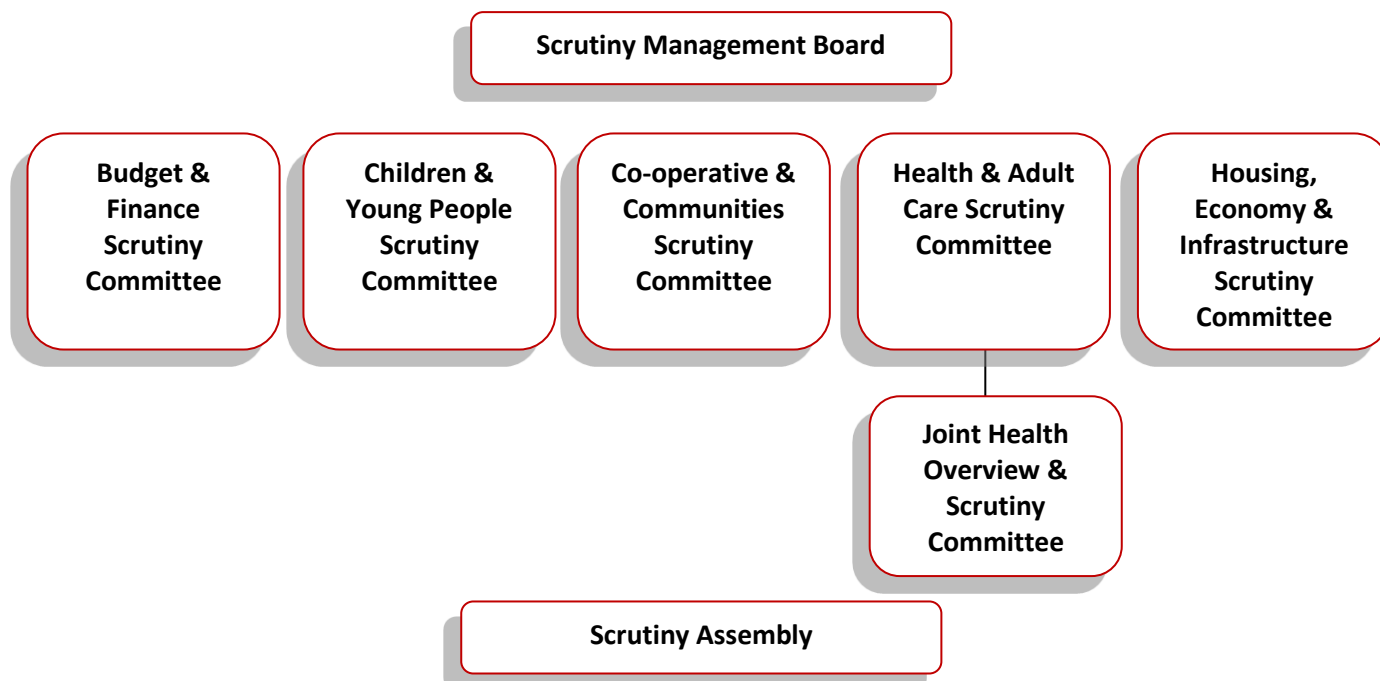 Scrutiny Management Board
Budget &
Finance
Scrutiny
Committee
Children &
Young People
Scrutiny
Committee
Co-operative &
Communities
Scrutiny
Committee
Health & Adult
Care Scrutiny
Committee
Housing,
Economy &
Infrastructure
Scrutiny
Committee
Joint Health
Overview &
Scrutiny
Committee
Scrutiny Assembly